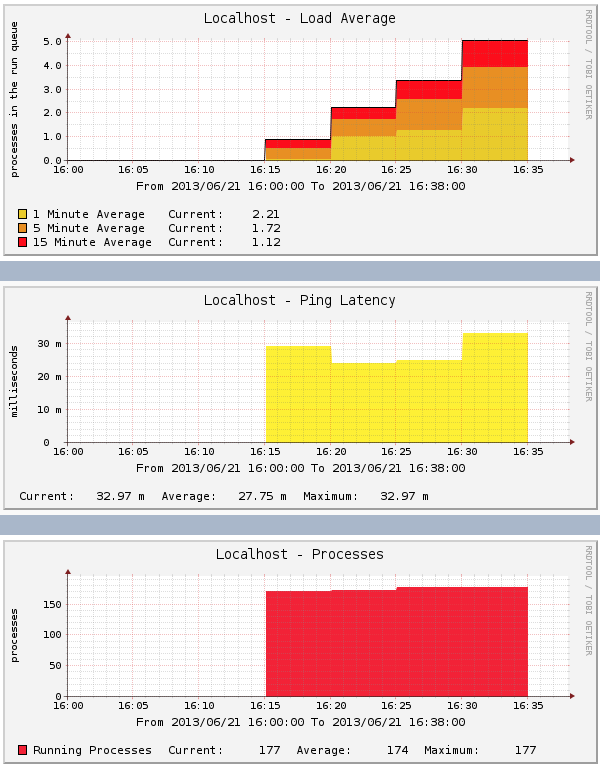 Localhost - Load Average
RRDTOOL / TOBI OETIKER
processes in the run queue
5.0
4.0
3.0
2.0
1.0
0.0
16:00 16:05 16:10 16:15 16:20 16:25 16:30 16:35
From 2013/06/21 16:00:00 To 2013/06/21 16:38:00
1 Minute Average Current: 2.21
5 Minute Average Current: 1.72
15 Minute Average Current: 1.12
Localhost - Ping Latency
RRDTOOL / TOBI OETIKER
milliseconds
30 m
20 m
10 m
0
16:00 16:05 16:10 16:15 16:20 16:25 16:30 16:35
From 2013/06/21 16:00:00 To 2013/06/21 16:38:00
Current: 32.97 m Average: 27.75 m Maximum: 32.97 m
Localhost - Processes
RRDTOOL / TOBI OETIKER
processes
150
100
50
0
16:00 16:05 16:10 16:15 16:20 16:25 16:30 16:35
From 2013/06/21 16:00:00 To 2013/06/21 16:38:00
Running Processes Current: 177 Average: 174 Maximum: 177